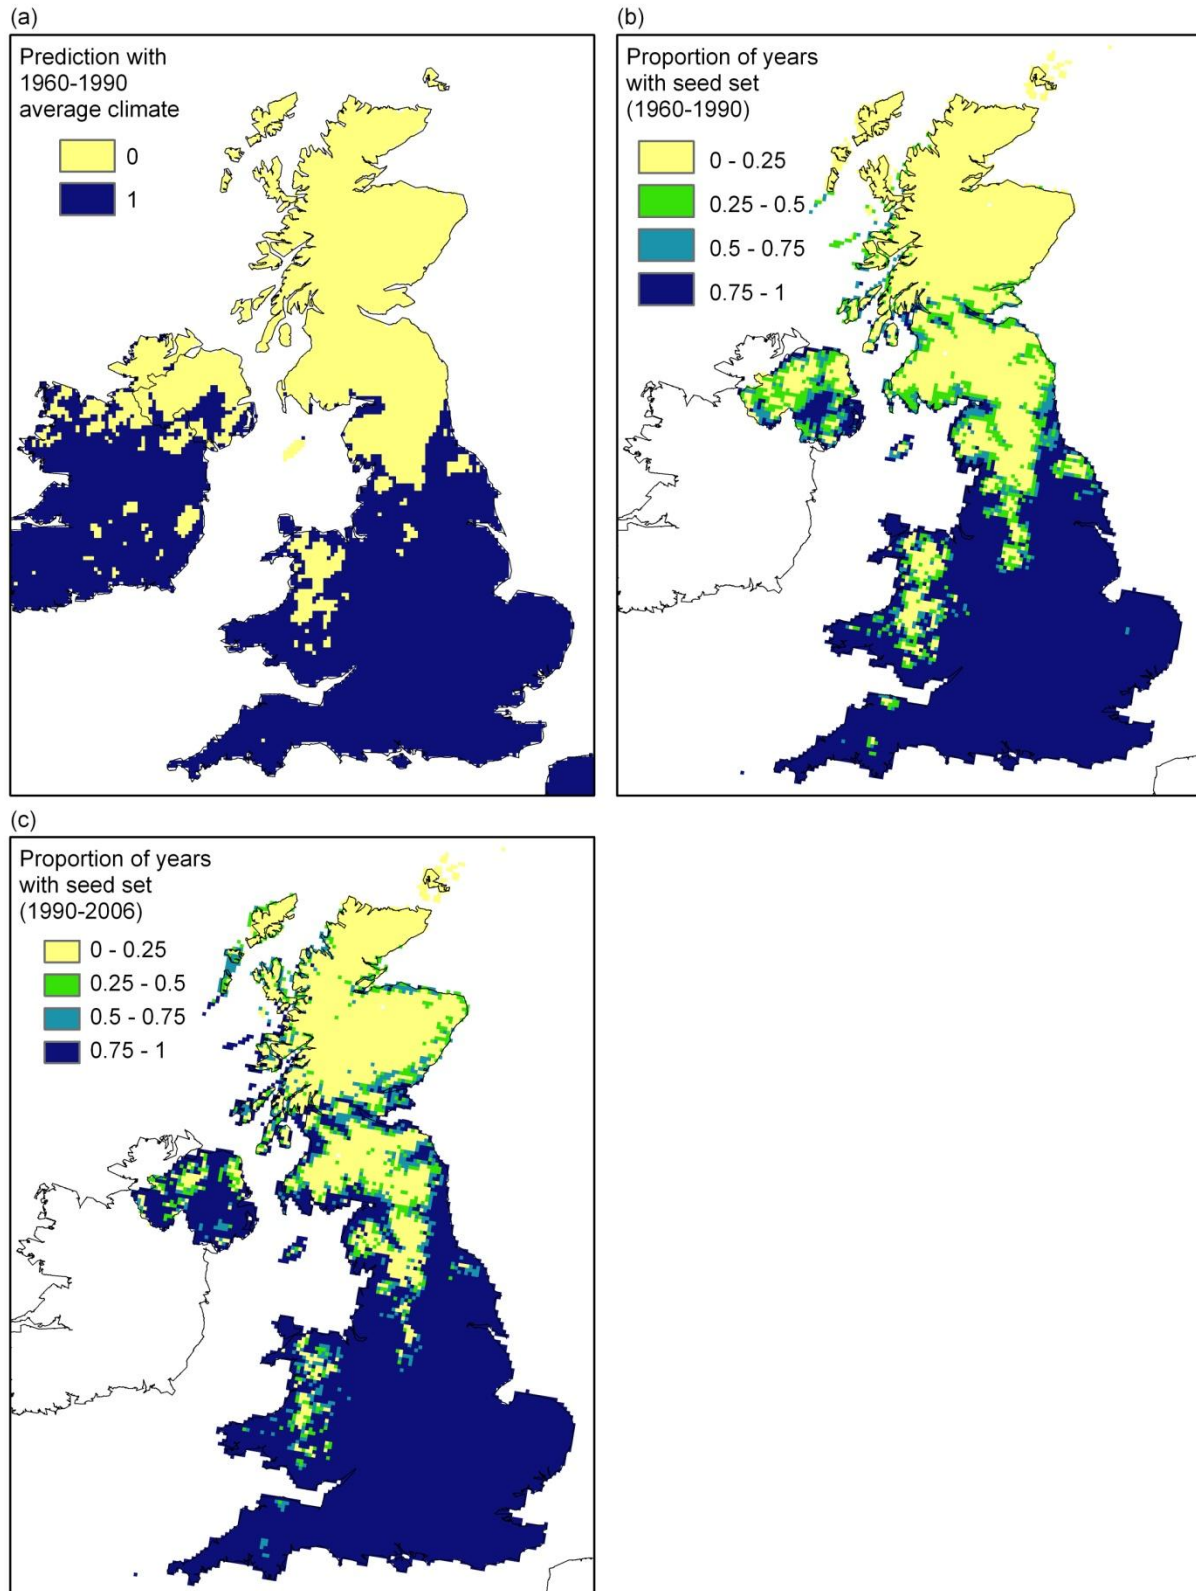 (a)
Prediction with
1960-1990
average climate
0
1
(b)
Proportion of years
with seed set
(1960-1990)
0 - 0.25
0.25 - 0.5
0.5 - 0.75
0.75 - 1
(c)
Proportion of years
with seed set
(1990-2006)
0 - 0.25
0.25 - 0.5
0.5 - 0.75
0.75 - 1